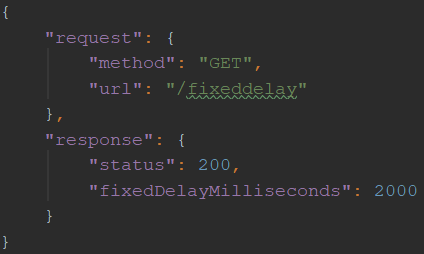 {
    "request": {
        "method": "GET",
        "url": "/fixeddelay"
    },
    "response": {
        "status": 200,
        "fixedDelayMilliseconds": 2000
    }
}